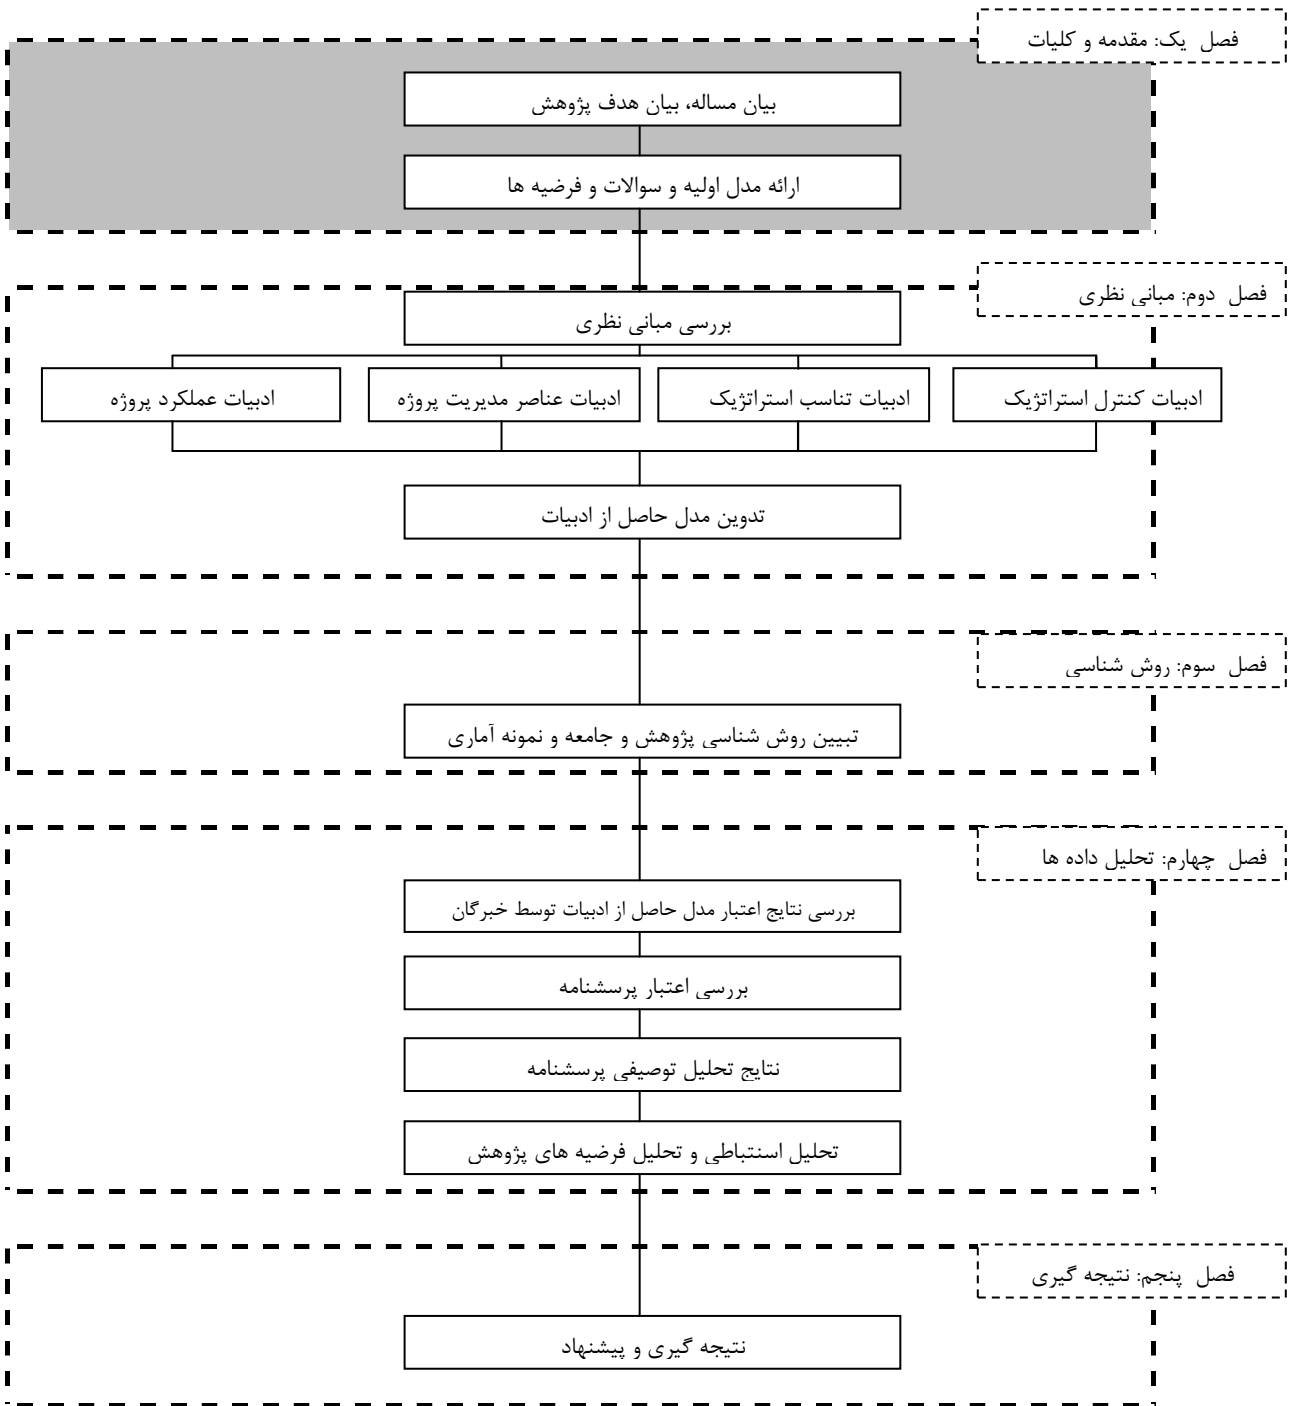 فصل یک: مقدمه و کلیات
بیان مساله، بیان هدف پژوهش
ارائه مدل اولیه و سوالات و فرضیه ها
فصل دوم: مبانی نظری
بررسی مبانی نظری
ادبیات کنترل استراتژیک
ادبیات تناسب استراتژیک
ادبیات عناصر مدیریت پروژه
ادبیات عملکرد پروژه
تدوین مدل حاصل از ادبیات
فصل سوم: روش شناسی
تبیین روش شناسی پژوهش و جامعه و نمونه آماری
فصل چهارم: تحلیل داده ها
بررسی نتایج اعتبار مدل حاصل از ادبیات توسط خبرگان
بررسی اعتبار پرسشنامه
نتایج تحلیل توصیفی پرسشنامه
تحلیل استنتباطی و تحلیل فرضیه های پژوهش
فصل پنجم: نتیجه گیری
نتیجه گیری و پیشنهاد